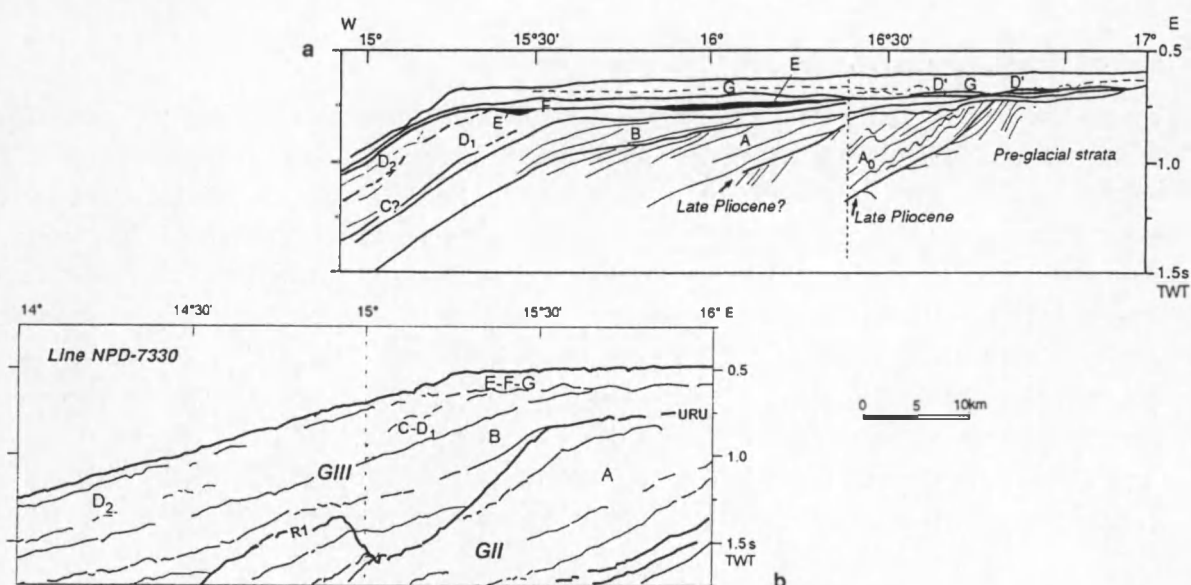 W E
a 15° 15°30' 16° 16°30' 17°
0.5
E
G D' G D'
F
E
D₁ B A
D₂ A₀ Pre-glacial strata
1.0
C? Late Pliocene? Late Pliocene
1.5s
TWT
14° 14°30' 15° 15°30' 16° E
Line NPD-7330
0.5
E-F-G
0 5 10km
URU
C-D₁ B
GIII A
1.0
D₂
R1
GII 1.5s
TWT
b